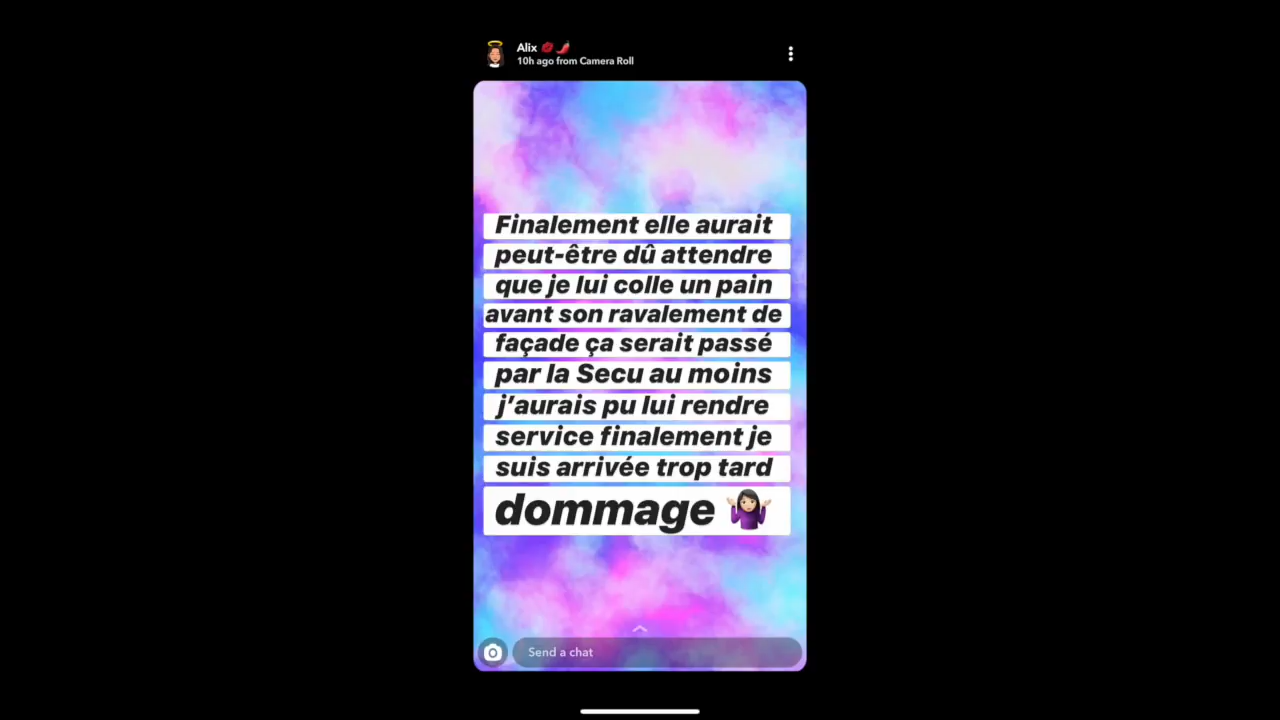 Alix 💋🌶️
10h ago from Camera Roll
Finalement elle aurait
peut-être dû attendre
que je lui colle un pain
avant son ravalement de
façade ça serait passé
par la Secu au moins
j’aurais pu lui rendre
service finalement je
suis arrivée trop tard
dommage 🤷🏻‍♀️
Send a chat